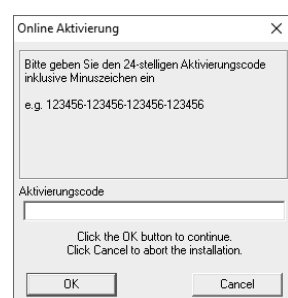 Online Aktivierung
Bitte geben Sie den 24-stelligen Aktivierungscode
inklusive Minuszeichen ein
e.g. 123456-123456-123456-123456
Aktivierungscode
Click the OK button to continue.
Click Cancel to abort the installation.
OK
Cancel